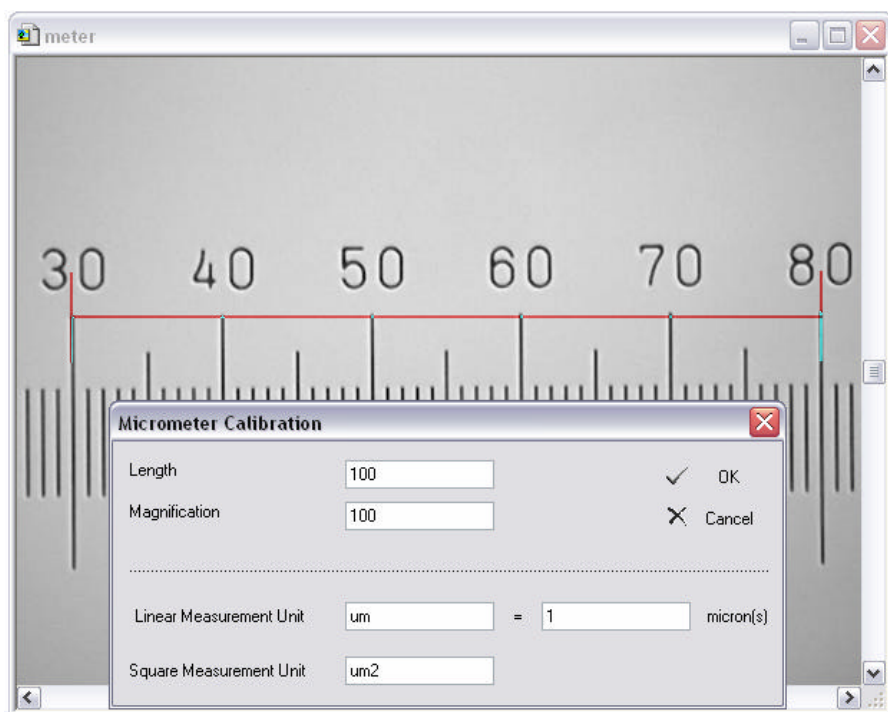 meter
30 40 50 60 70 80
Micrometer Calibration
Length 100 OK
Magnification 100 Cancel
Linear Measurement Unit um = 1 micron(s)
Square Measurement Unit um2